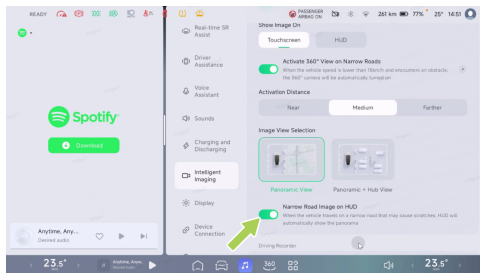 READY
PASSENGER
AIRBAG ON
261 km
77%
25°
14:51
Spotify
Download
Anytime, Any...
Desired audio
Real-time SR
Assist
Driver
Assistance
Voice
Assistant
Sounds
Charging and
Discharging
Intelligent
Imaging
Display
Device
Connection
Show Image On
Touchscreen
HUD
Activate 360° View on Narrow Roads
When the vehicle speed is lower than 15km/h and encounters an obstacle,
the 360° camera will be automatically turned on
Activation Distance
Near
Medium
Farther
Image View Selection
Panoramic View
Panoramic + Hub View
Narrow Road Image on HUD
When the vehicle travels on a narrow road that may cause scratches, HUD will
automatically show the panorama
Driving Recorder
23.5°
Anytime, Any...
Desired audio
360
23.5°